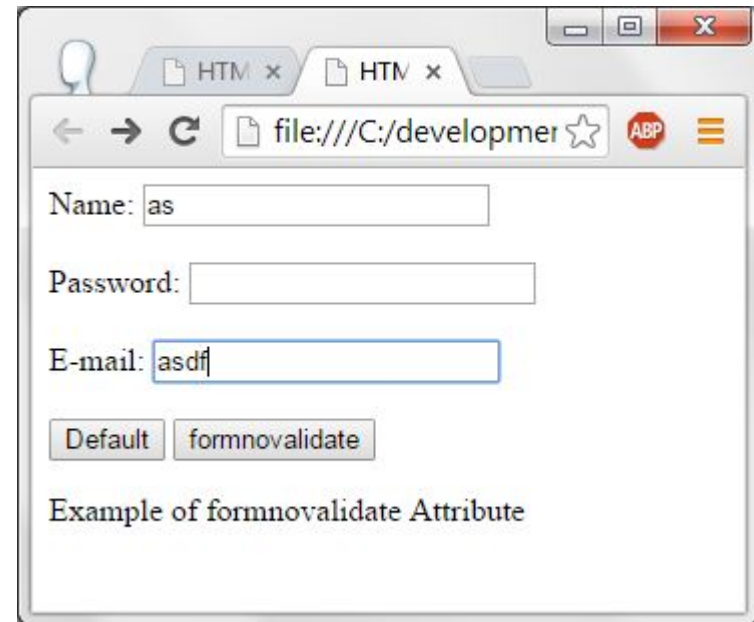 HTM × HTM ×
file:///C:/developmer ABP
Name: as
Password:
E-mail: asdf
Default formnovalidate
Example of formnovalidate Attribute